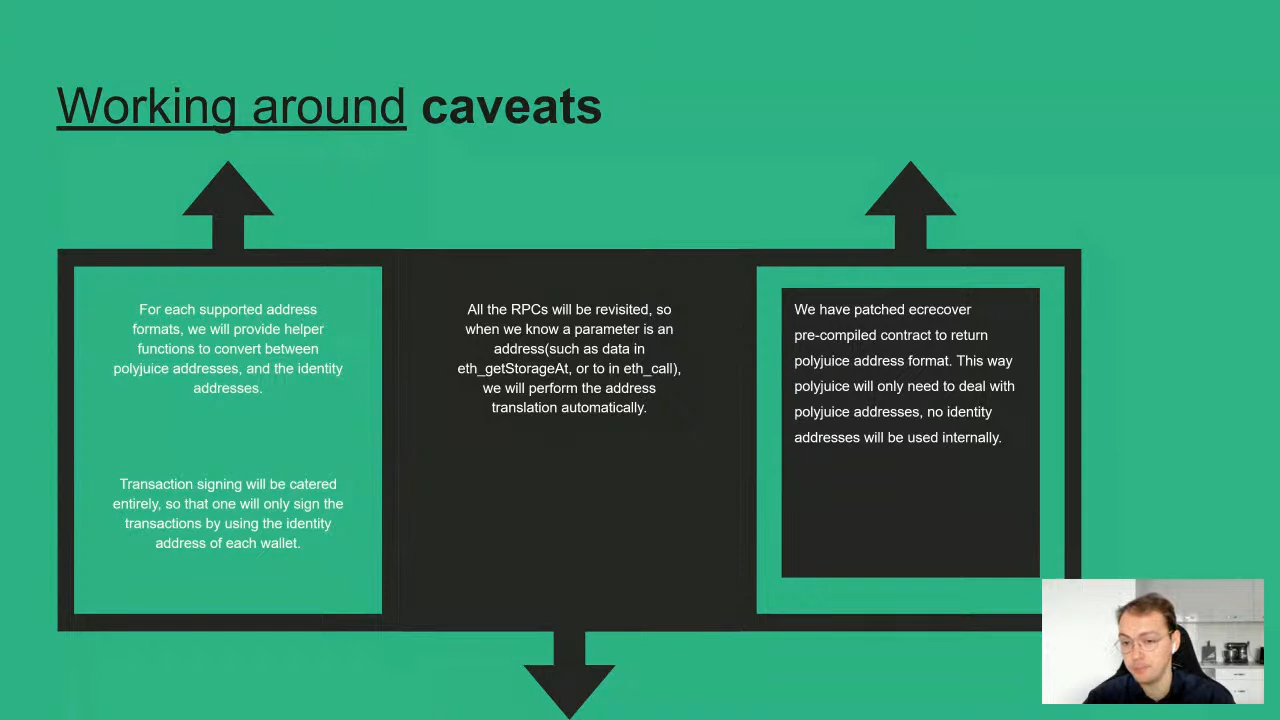 Working around caveats
For each supported address
formats, we will provide helper
functions to convert between
polyjuice addresses, and the identity
addresses.
Transaction signing will be catered
entirely, so that one will only sign the
transactions by using the identity
address of each wallet.
All the RPCs will be revisited, so
when we know a parameter is an
address(such as data in
eth_getStorageAt, or to in eth_call),
we will perform the address
translation automatically.
We have patched ecrecover
pre-compiled contract to return
polyjuice address format. This way
polyjuice will only need to deal with
polyjuice addresses, no identity
addresses will be used internally.